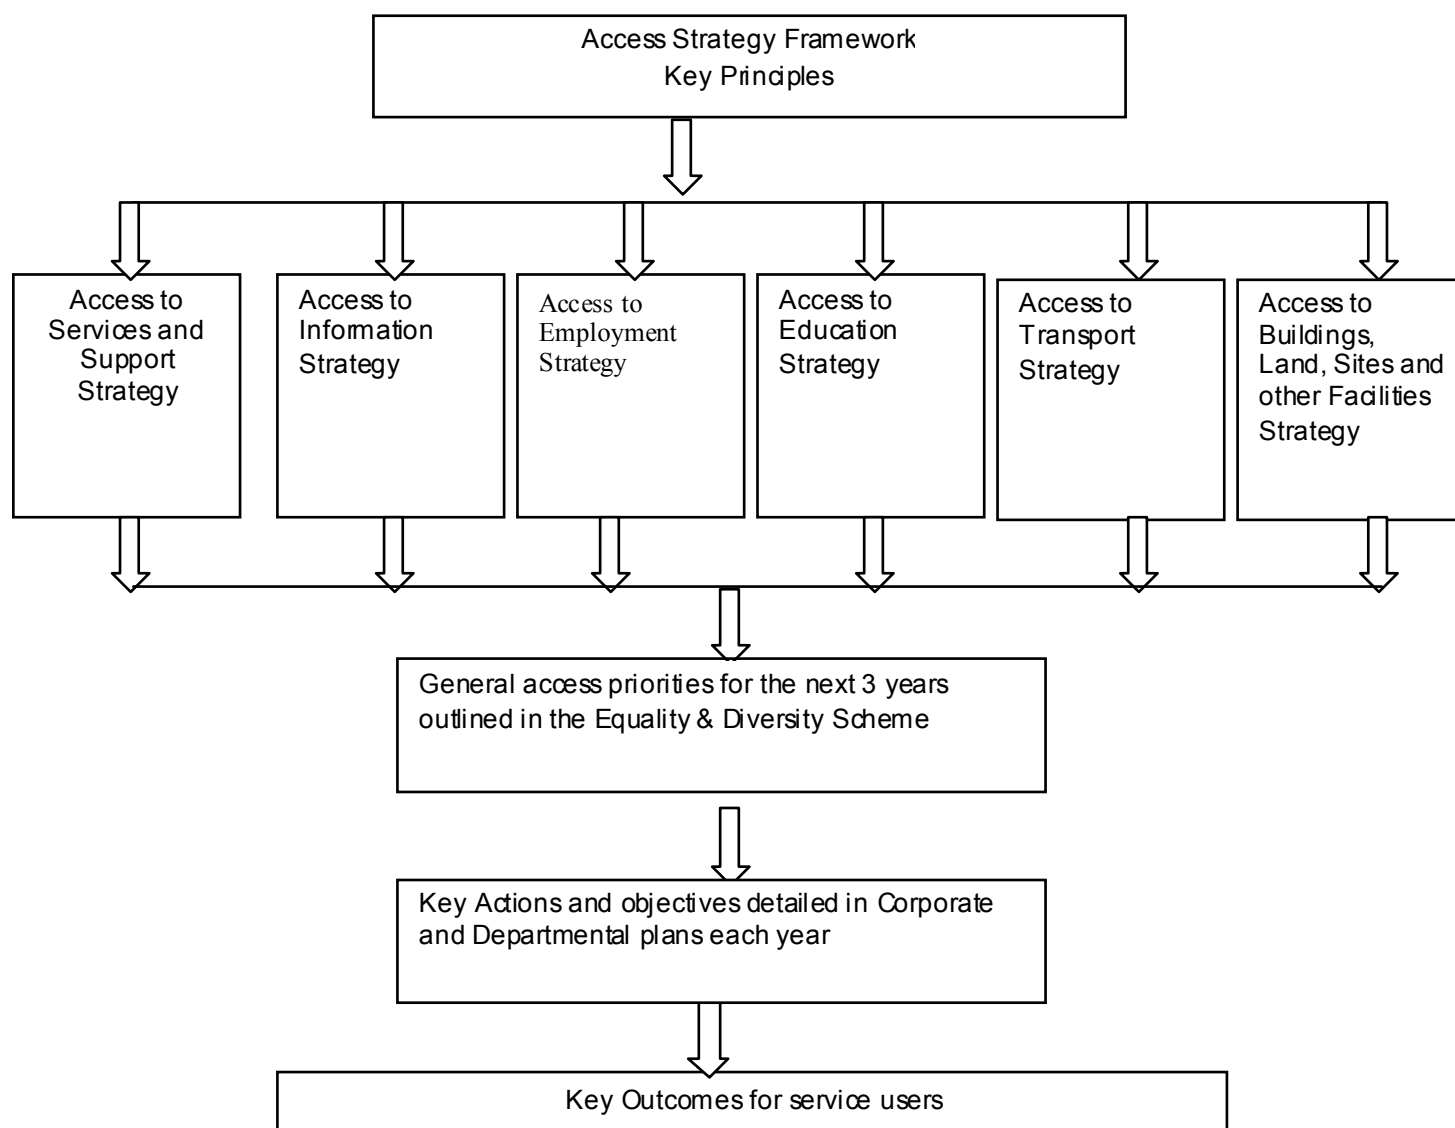 Access Strategy Framework
Key Principles
Access to
Services and
Support
Strategy
Access to
Information
Strategy
Access to
Employment
Strategy
Access to
Education
Strategy
Access to
Transport
Strategy
Access to
Buildings,
Land, Sites and
other Facilities
Strategy
General access priorities for the next 3 years
outlined in the Equality & Diversity Scheme
Key Actions and objectives detailed in Corporate
and Departmental plans each year
Key Outcomes for service users